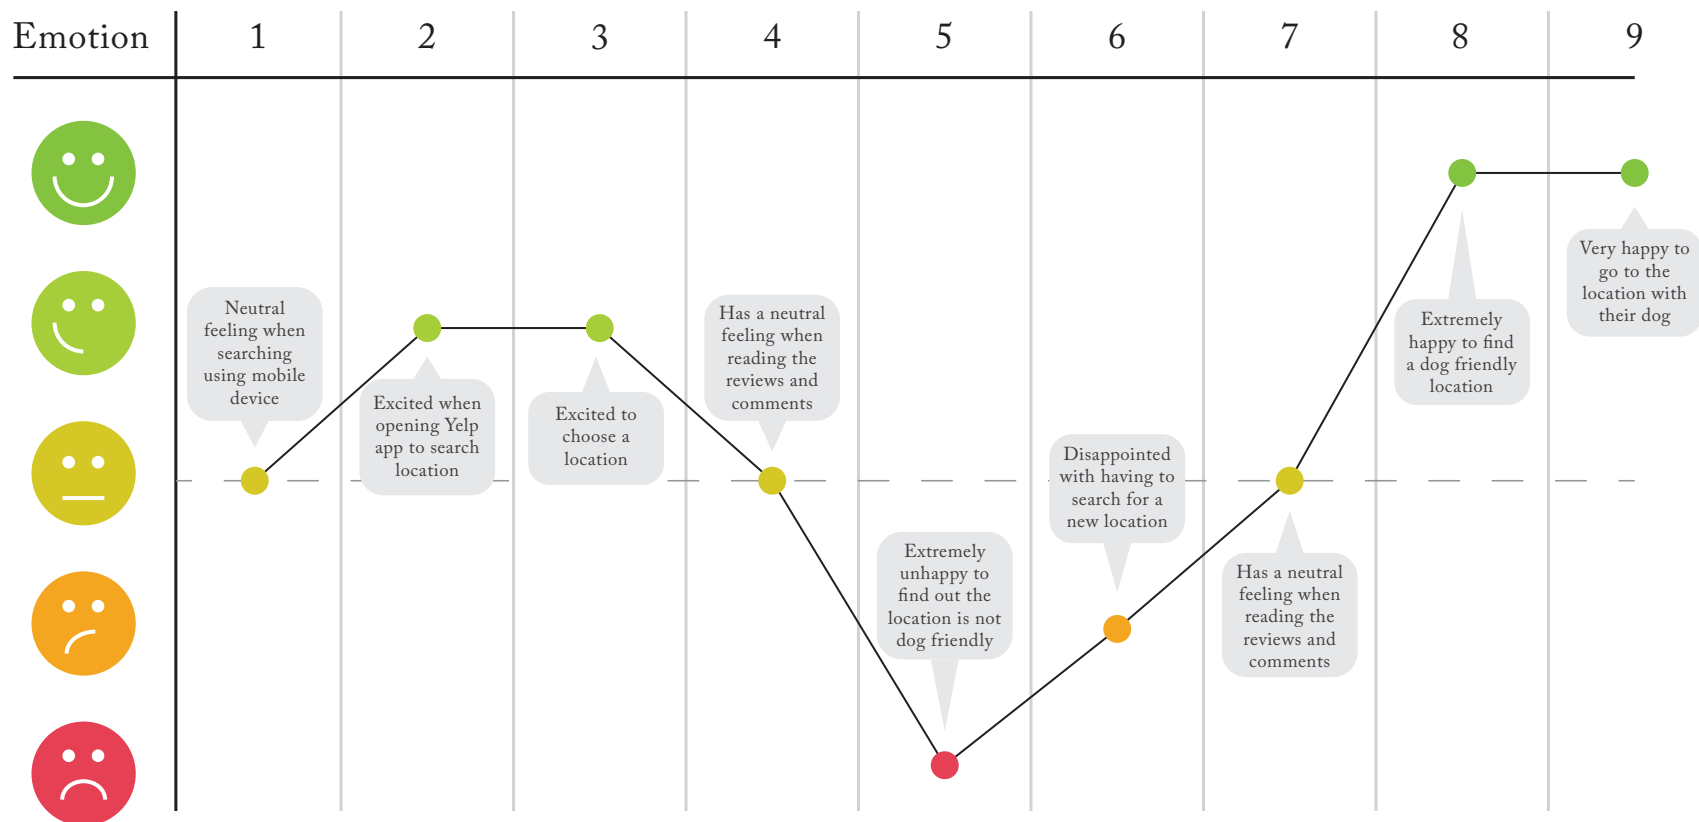 Emotion 1 2 3 4 5 6 7 8 9
Neutral
feeling when
searching
using mobile
device
Excited when
opening Yelp
app to search
location
Excited to
choose a
location
Has a neutral
feeling when
reading the
reviews and
comments
Extremely
unhappy to
find out the
location is not
dog friendly
Disappointed
with having to
search for a
new location
Has a neutral
feeling when
reading the
reviews and
comments
Extremely
happy to find
a dog friendly
location
Very happy to
go to the
location with
their dog